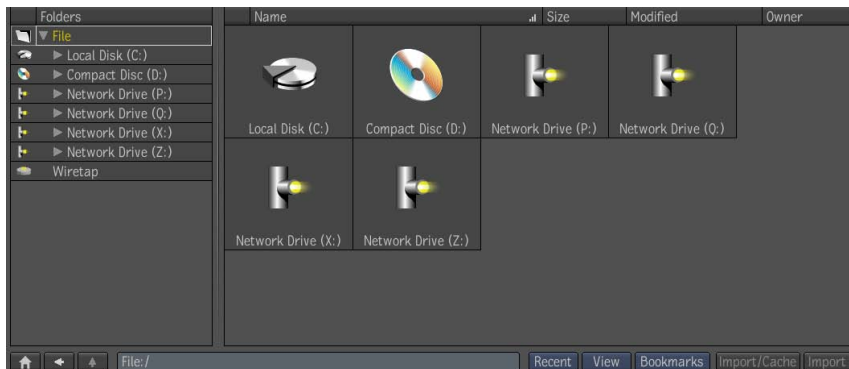 Folders
Name Size Modified Owner
File
Local Disk (C:)
Compact Disc (D:)
Network Drive (P:)
Network Drive (Q:)
Network Drive (X:)
Network Drive (Z:)
Wiretap
Local Disk (C:) Compact Disc (D:) Network Drive (P:) Network Drive (Q:)
Network Drive (X:) Network Drive (Z:)
File:/
Recent View Bookmarks Import/Cache Import